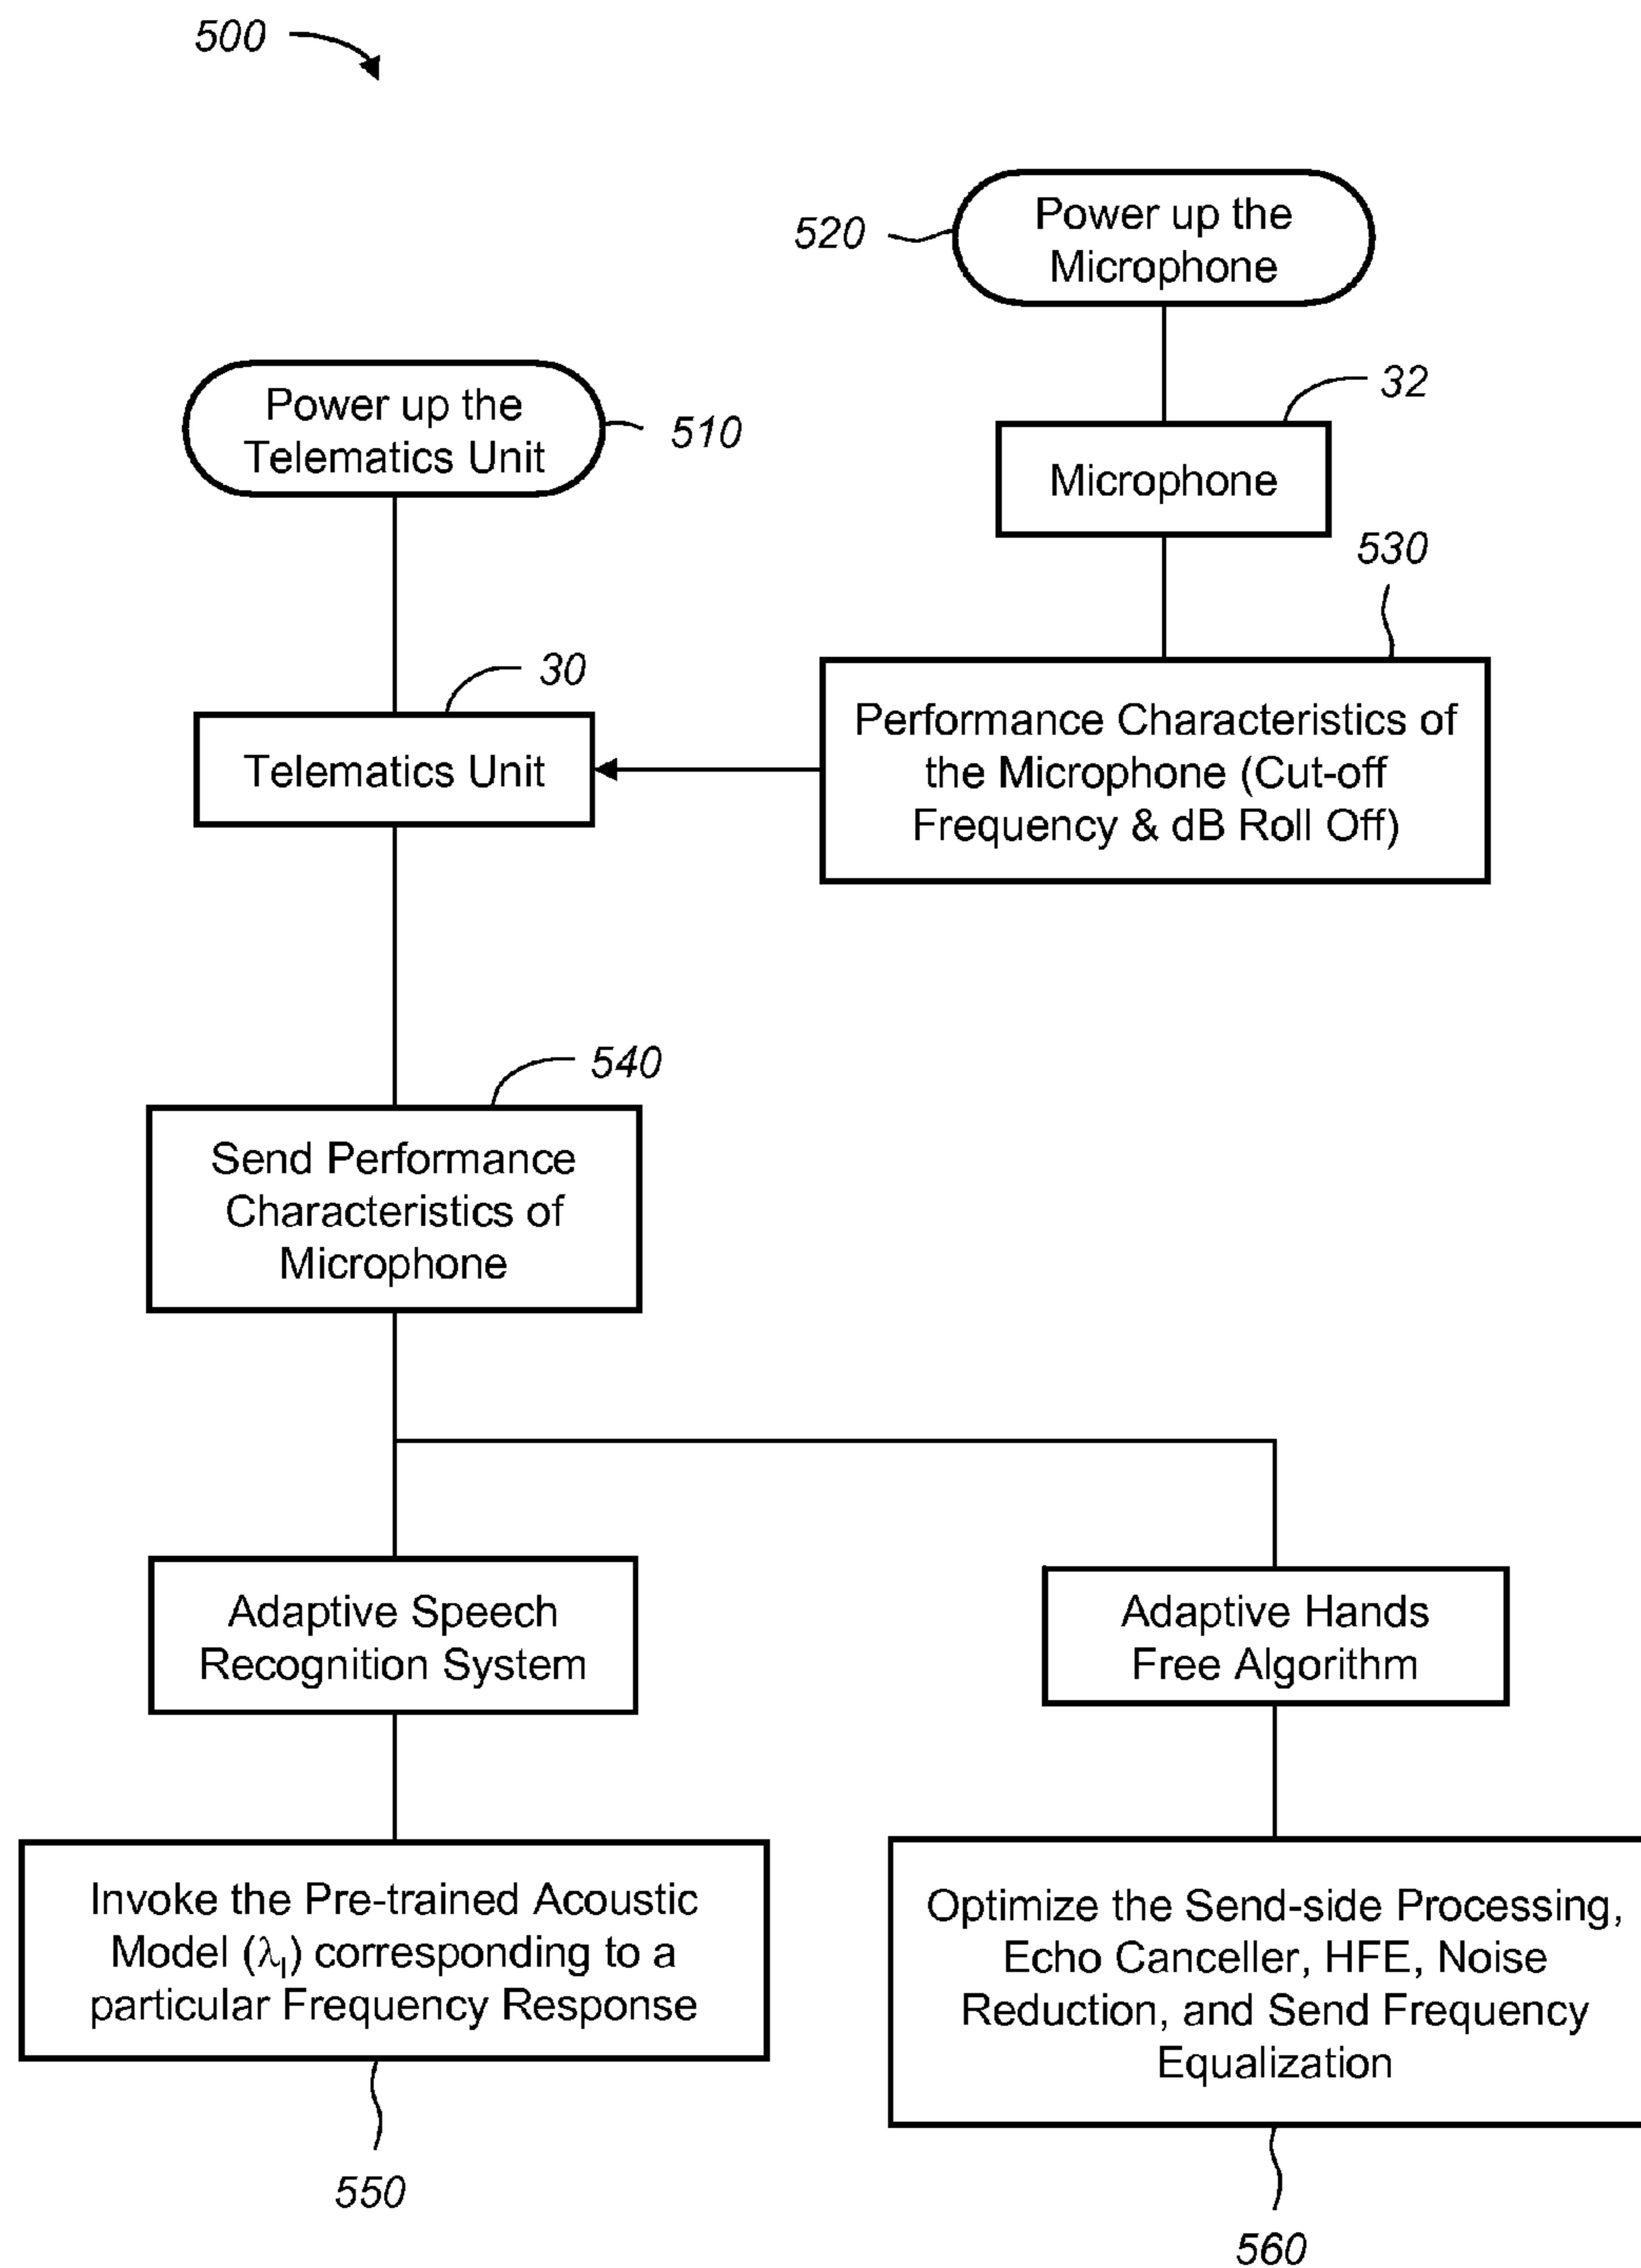 500
520
Power up the
Microphone
Power up the
Telematics Unit
510
32
Microphone
530
30
Telematics Unit
Performance Characteristics of
the Microphone (Cut-off
Frequency & dB Roll Off)
540
Send Performance
Characteristics of
Microphone
Adaptive Speech
Recognition System
Adaptive Hands
Free Algorithm
Invoke the Pre-trained Acoustic
Model (λI) corresponding to a
particular Frequency Response
Optimize the Send-side Processing,
Echo Canceller, HFE, Noise
Reduction, and Send Frequency
Equalization
550
560